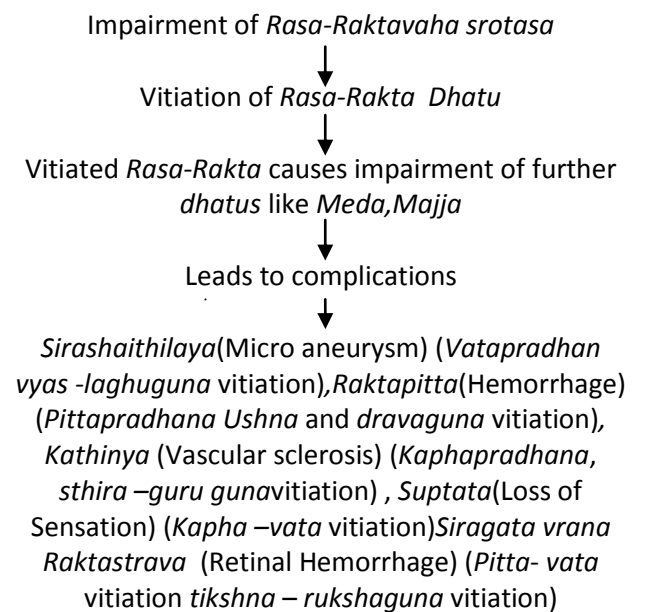 Impairment of Rasa-Raktavaha srotasa
Vitiation of Rasa-Rakta Dhatu
Vitiated Rasa-Rakta causes impairment of further
dhatus like Meda,Majja
Leads to complications
Sirashaithilaya(Micro aneurysm) (Vatapradhan
vyas -laghuguna vitiation),Raktapitta(Hemorrhage)
(Pittapradhana Ushna and dravaguna vitiation),
Kathinya (Vascular sclerosis) (Kaphapradhana,
sthira –guru gunavitiation) , Suptata(Loss of
Sensation) (Kapha –vata vitiation)Siragata vrana
Raktastrava (Retinal Hemorrhage) (Pitta- vata
vitiation tikshna – rukshaguna vitiation)